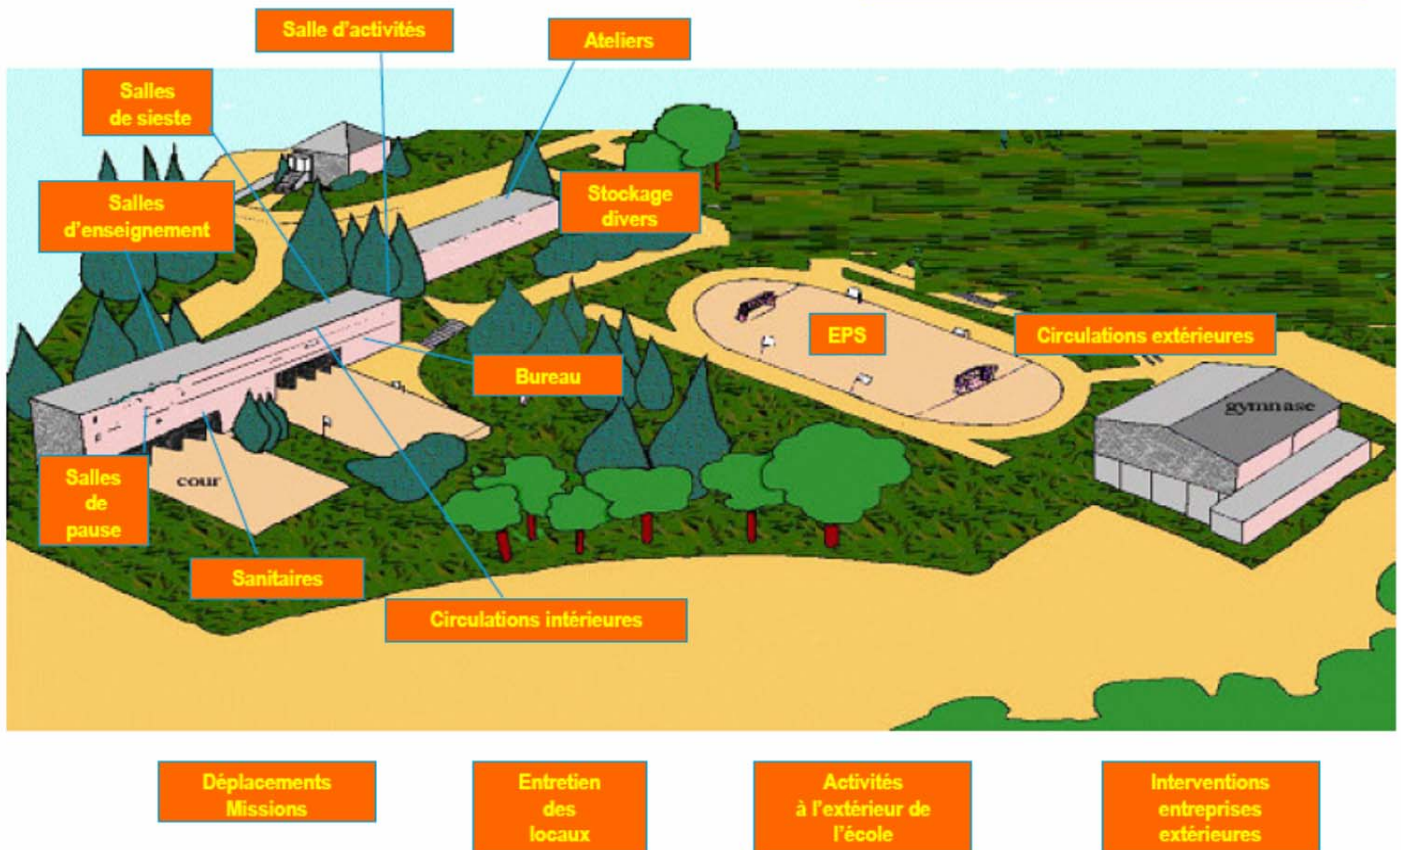 Salle d'activités
Ateliers
Salles
de sieste
Salles
d'enseignement
Stockage
divers
EPS
Circulations extérieures
Bureau
gymnase
Salles
de
pause
cour
Sanitaires
Circulations intérieures
Déplacements
Missions
Entretien
des
locaux
Activités
à l'extérieur de
l'école
Interventions
entreprises
extérieures